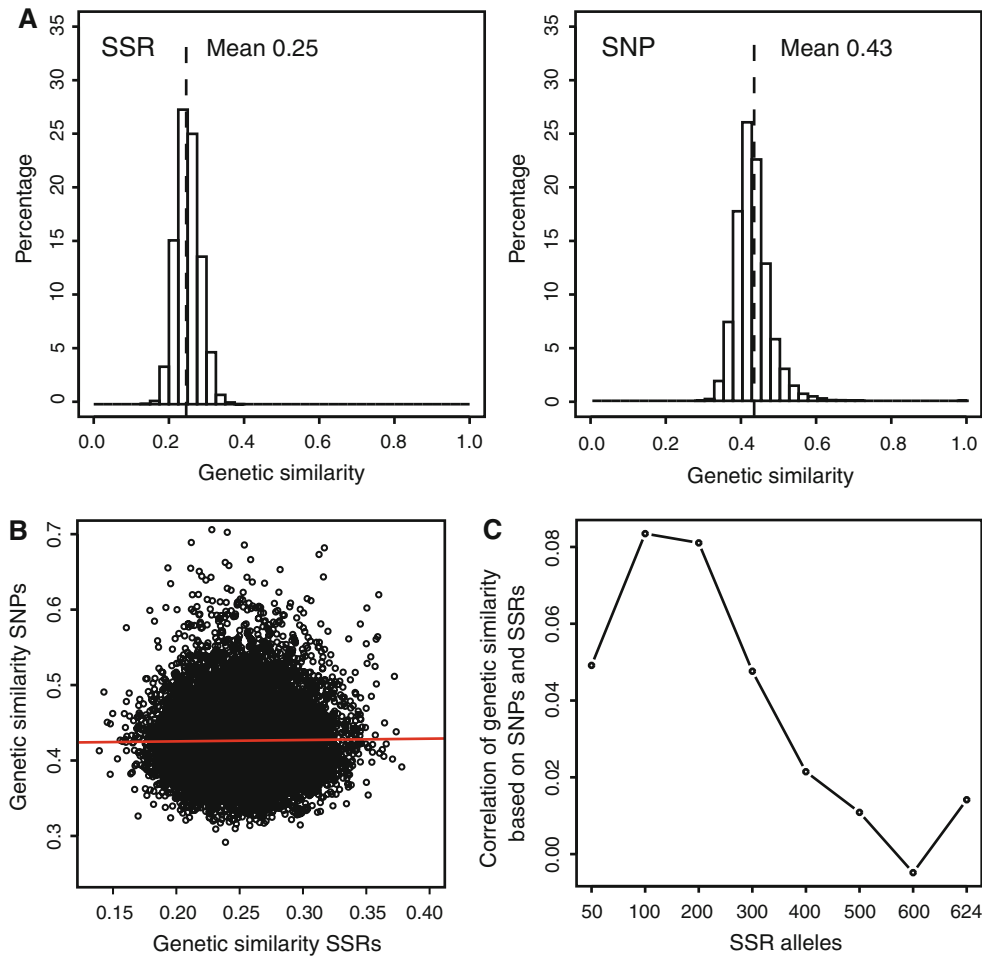 A
SSR
Mean 0.25
Percentage
35
30
25
20
15
10
5
0
0.0 0.2 0.4 0.6 0.8 1.0
Genetic similarity
SNP
Mean 0.43
Percentage
35
30
25
20
15
10
5
0
0.0 0.2 0.4 0.6 0.8 1.0
Genetic similarity
B
Genetic similarity SNPs
0.7
0.6
0.5
0.4
0.3
0.15 0.20 0.25 0.30 0.35 0.40
Genetic similarity SSRs
C
Correlation of genetic similarity
based on SNPs and SSRs
0.08
0.06
0.04
0.02
0.00
50 100 200 300 400 500 600 624
SSR alleles